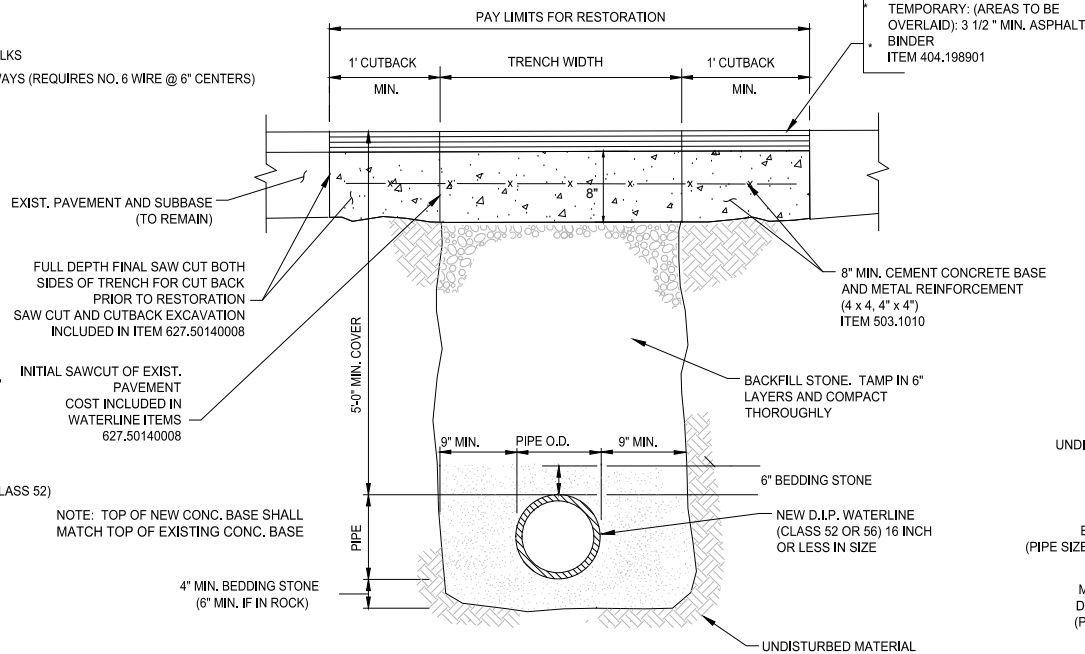 PAY LIMITS FOR RESTORATION
TEMPORARY: (AREAS TO BE
OVERLAID): 3 1/2 " MIN. ASPHALT
BINDER
ITEM 404.198901
*
*
LKS
WAYS (REQUIRES NO. 6 WIRE @ 6" CENTERS)
1' CUTBACK
MIN.
TRENCH WIDTH
1' CUTBACK
MIN.
8"
x x x x x x x
EXIST. PAVEMENT AND SUBBASE
(TO REMAIN)
FULL DEPTH FINAL SAW CUT BOTH
SIDES OF TRENCH FOR CUT BACK
PRIOR TO RESTORATION
SAW CUT AND CUTBACK EXCAVATION
INCLUDED IN ITEM 627.50140008
8" MIN. CEMENT CONCRETE BASE
AND METAL REINFORCEMENT
(4 x 4, 4" x 4")
ITEM 503.1010
5'-0" MIN. COVER
INITIAL SAWCUT OF EXIST.
PAVEMENT
COST INCLUDED IN
WATERLINE ITEMS
627.50140008
BACKFILL STONE. TAMP IN 6"
LAYERS AND COMPACT
THOROUGHLY
9" MIN.
PIPE O.D.
9" MIN.
UNDI
6" BEDDING STONE
LASS 52)
NOTE: TOP OF NEW CONC. BASE SHALL
MATCH TOP OF EXISTING CONC. BASE
PIPE
NEW D.I.P. WATERLINE
(CLASS 52 OR 56) 16 INCH
OR LESS IN SIZE
(PIPE SIZE
4" MIN. BEDDING STONE
(6" MIN. IF IN ROCK)
M
D
(P
UNDISTURBED MATERIAL